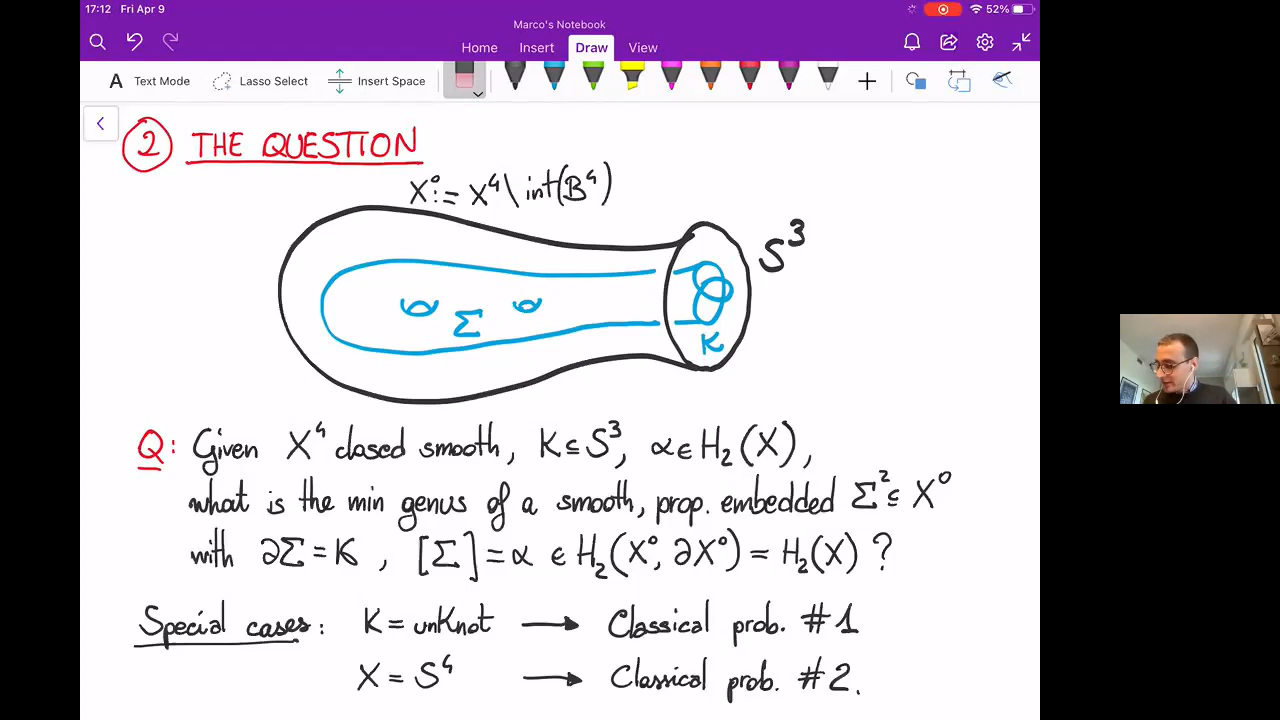 17:12 Fri Apr 9
52%
Marco's Notebook
Home Insert Draw View
A Text Mode Lasso Select Insert Space
② THE QUESTION
X° := X⁴ \ int(B⁴)
S³
Σ
K
Q: Given X⁴ closed smooth, K ⊆ S³, α ∈ H₂(X),
what is the min genus of a smooth, prop. embedded Σ² ⊆ X°
with ∂Σ = K, [Σ] = α ∈ H₂(X°, ∂X°) = H₂(X) ?
Special cases: K = unKnot → Classical prob. #1
X = S⁴ → Classical prob. #2.